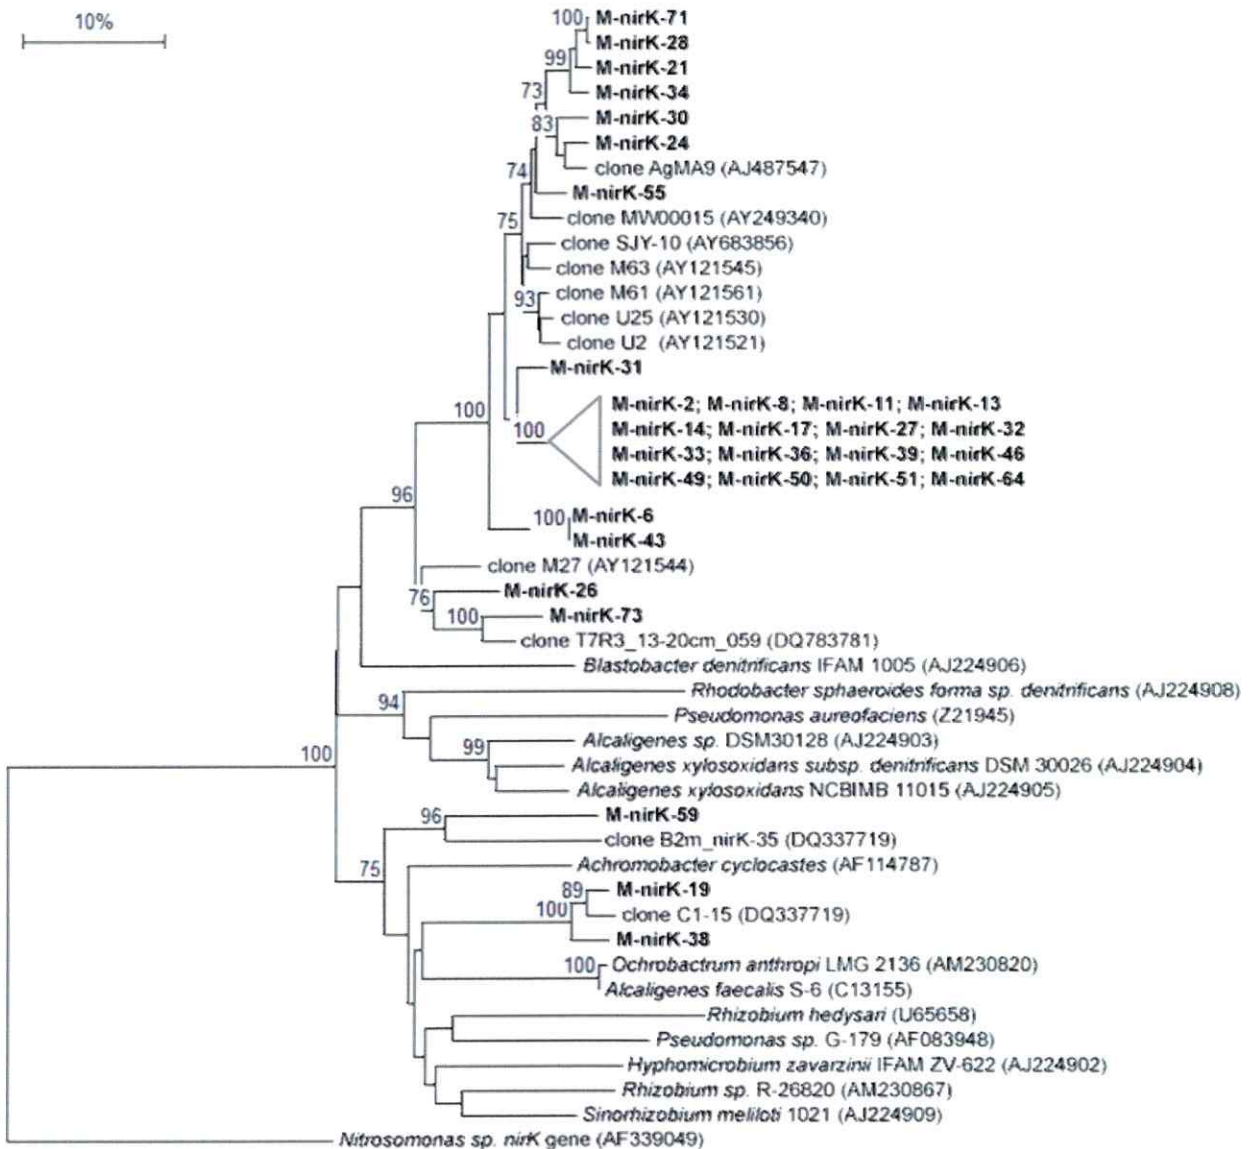 10%
100 M-nirK-71
M-nirK-28
99 M-nirK-21
73 M-nirK-34
83 M-nirK-30
M-nirK-24
74 clone AgMA9 (AJ487547)
M-nirK-55
75 clone MW00015 (AY249340)
clone SJY-10 (AY683856)
clone M63 (AY121545)
93 clone M61 (AY121561)
clone U25 (AY121530)
clone U2 (AY121521)
M-nirK-31
100 M-nirK-2; M-nirK-8; M-nirK-11; M-nirK-13
100 M-nirK-14; M-nirK-17; M-nirK-27; M-nirK-32
M-nirK-33; M-nirK-36; M-nirK-39; M-nirK-46
M-nirK-49; M-nirK-50; M-nirK-51; M-nirK-64
96
100 M-nirK-6
M-nirK-43
clone M27 (AY121544)
76 M-nirK-26
100 M-nirK-73
clone T7R3_13-20cm_059 (DQ783781)
Blastobacter denitrificans IFAM 1005 (AJ224906)
94 Rhodobacter sphaeroides forma sp. denitrificans (AJ224908)
Pseudomonas aureofaciens (Z21945)
99 Alcaligenes sp. DSM30128 (AJ224903)
100 Alcaligenes xylosoxidans subsp. denitrificans DSM 30026 (AJ224904)
Alcaligenes xylosoxidans NCBIMB 11015 (AJ224905)
96 M-nirK-59
clone B2m_nirK-35 (DQ337719)
75 Achromobacter cyclocastes (AF114787)
89 M-nirK-19
100 clone C1-15 (DQ337719)
M-nirK-38
100 Ochrobactrum anthropi LMG 2136 (AM230820)
Alcaligenes faecalis S-6 (C13155)
Rhizobium hedysari (U65658)
Pseudomonas sp. G-179 (AF083948)
Hyphomicrobium zavarzinii IFAM ZV-622 (AJ224902)
Rhizobium sp. R-26820 (AM230867)
Sinorhizobium meliloti 1021 (AJ224909)
Nitrosomonas sp. nirK gene (AF339049)